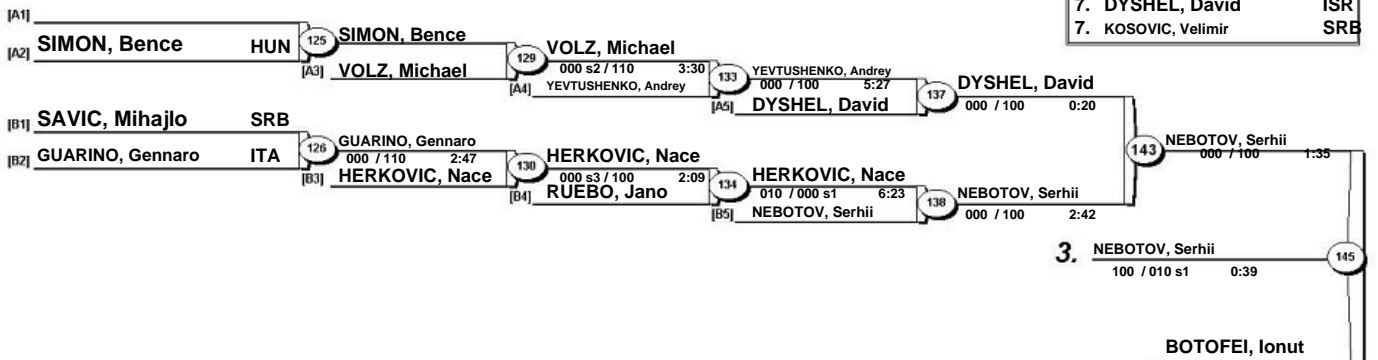 7. DYSHEL, David ISR
7. KOSOVIC, Velimir SRB
[A1]
[A2] SIMON, Bence HUN
125
SIMON, Bence
[A3] VOLZ, Michael
129
VOLZ, Michael
000 s2 / 110 3:30
[A4] YEVTUSHENKO, Andrey
133
YEVTUSHENKO, Andrey
000 / 100 5:27
[A5] DYSHEL, David
137
DYSHEL, David
000 / 100 0:20
[B1] SAVIC, Mihajlo SRB
[B2] GUARINO, Gennaro ITA
126
GUARINO, Gennaro
000 / 110 2:47
[B3] HERKOVIC, Nace
130
HERKOVIC, Nace
000 s3 / 100 2:09
[B4] RUEBO, Jano
134
HERKOVIC, Nace
010 / 000 s1 6:23
[B5] NEBOTOV, Serhii
138
NEBOTOV, Serhii
000 / 100 2:42
143
NEBOTOV, Serhii
000 / 100 1:35
3. NEBOTOV, Serhii
100 / 010 s1 0:39
145
BOTOFEI, Ionut